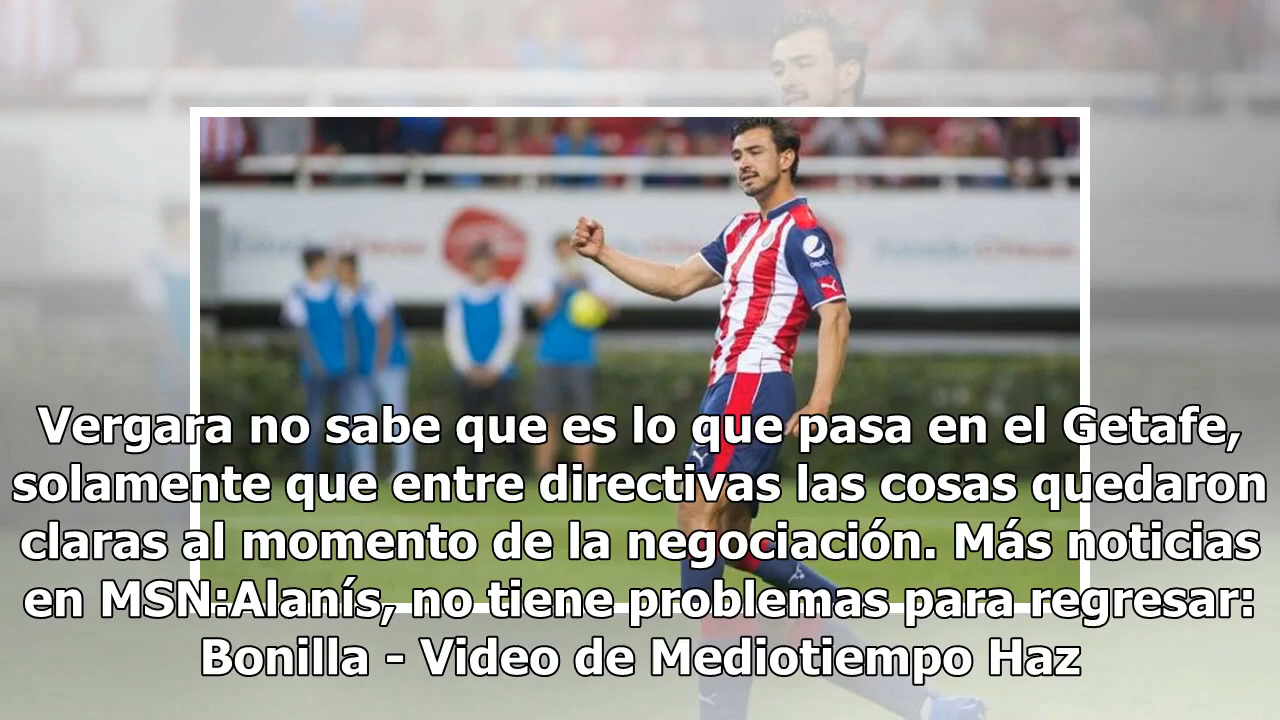 Vergara no sabe que es lo que pasa en el Getafe,
solamente que entre directivas las cosas quedaron
claras al momento de la negociación. Más noticias
en MSN:Alanís, no tiene problemas para regresar:
Bonilla - Video de Mediotiempo Haz
pepsi